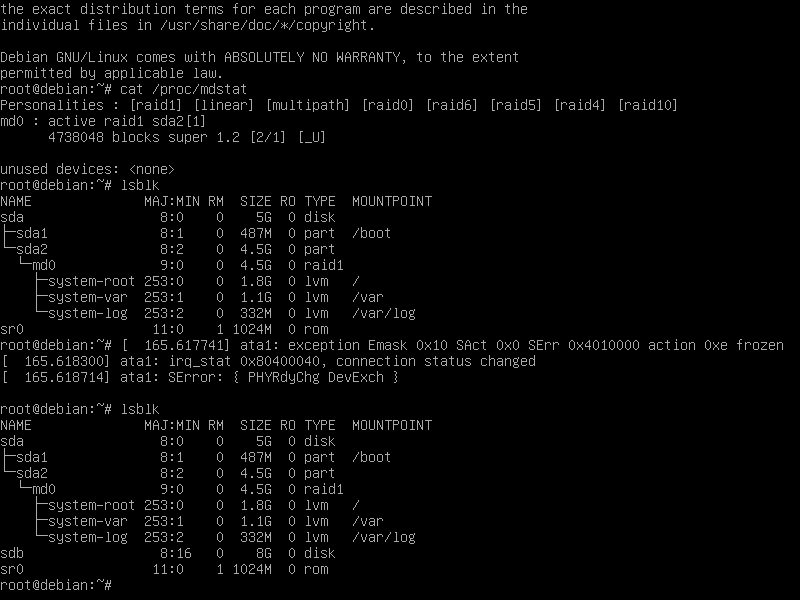 the exact distribution terms for each program are described in the
individual files in /usr/share/doc/*/copyright.

Debian GNU/Linux comes with ABSOLUTELY NO WARRANTY, to the extent
permitted by applicable law.
root@debian:~# cat /proc/mdstat
Personalities : [raid1] [linear] [multipath] [raid0] [raid6] [raid5] [raid4] [raid10]
md0 : active raid1 sda2[1]
      4738048 blocks super 1.2 [2/1] [_U]

unused devices: <none>
root@debian:~# lsblk
NAME              MAJ:MIN RM  SIZE RO TYPE  MOUNTPOINT
sda                 8:0    0    5G  0 disk
├─sda1              8:1    0  487M  0 part  /boot
└─sda2              8:2    0  4.5G  0 part
  └─md0             9:0    0  4.5G  0 raid1
    ├─system-root 253:0    0  1.8G  0 lvm   /
    ├─system-var  253:1    0  1.1G  0 lvm   /var
    └─system-log  253:2    0  332M  0 lvm   /var/log
sr0                11:0    1 1024M  0 rom
root@debian:~# [  165.617741] ata1: exception Emask 0x10 SAct 0x0 SErr 0x4010000 action 0xe frozen
[  165.618300] ata1: irq_stat 0x80400040, connection status changed
[  165.618714] ata1: SError: { PHYRdyChg DevExch }

root@debian:~# lsblk
NAME              MAJ:MIN RM  SIZE RO TYPE  MOUNTPOINT
sda                 8:0    0    5G  0 disk
├─sda1              8:1    0  487M  0 part  /boot
└─sda2              8:2    0  4.5G  0 part
  └─md0             9:0    0  4.5G  0 raid1
    ├─system-root 253:0    0  1.8G  0 lvm   /
    ├─system-var  253:1    0  1.1G  0 lvm   /var
    └─system-log  253:2    0  332M  0 lvm   /var/log
sdb                 8:16   0    8G  0 disk
sr0                11:0    1 1024M  0 rom
root@debian:~#